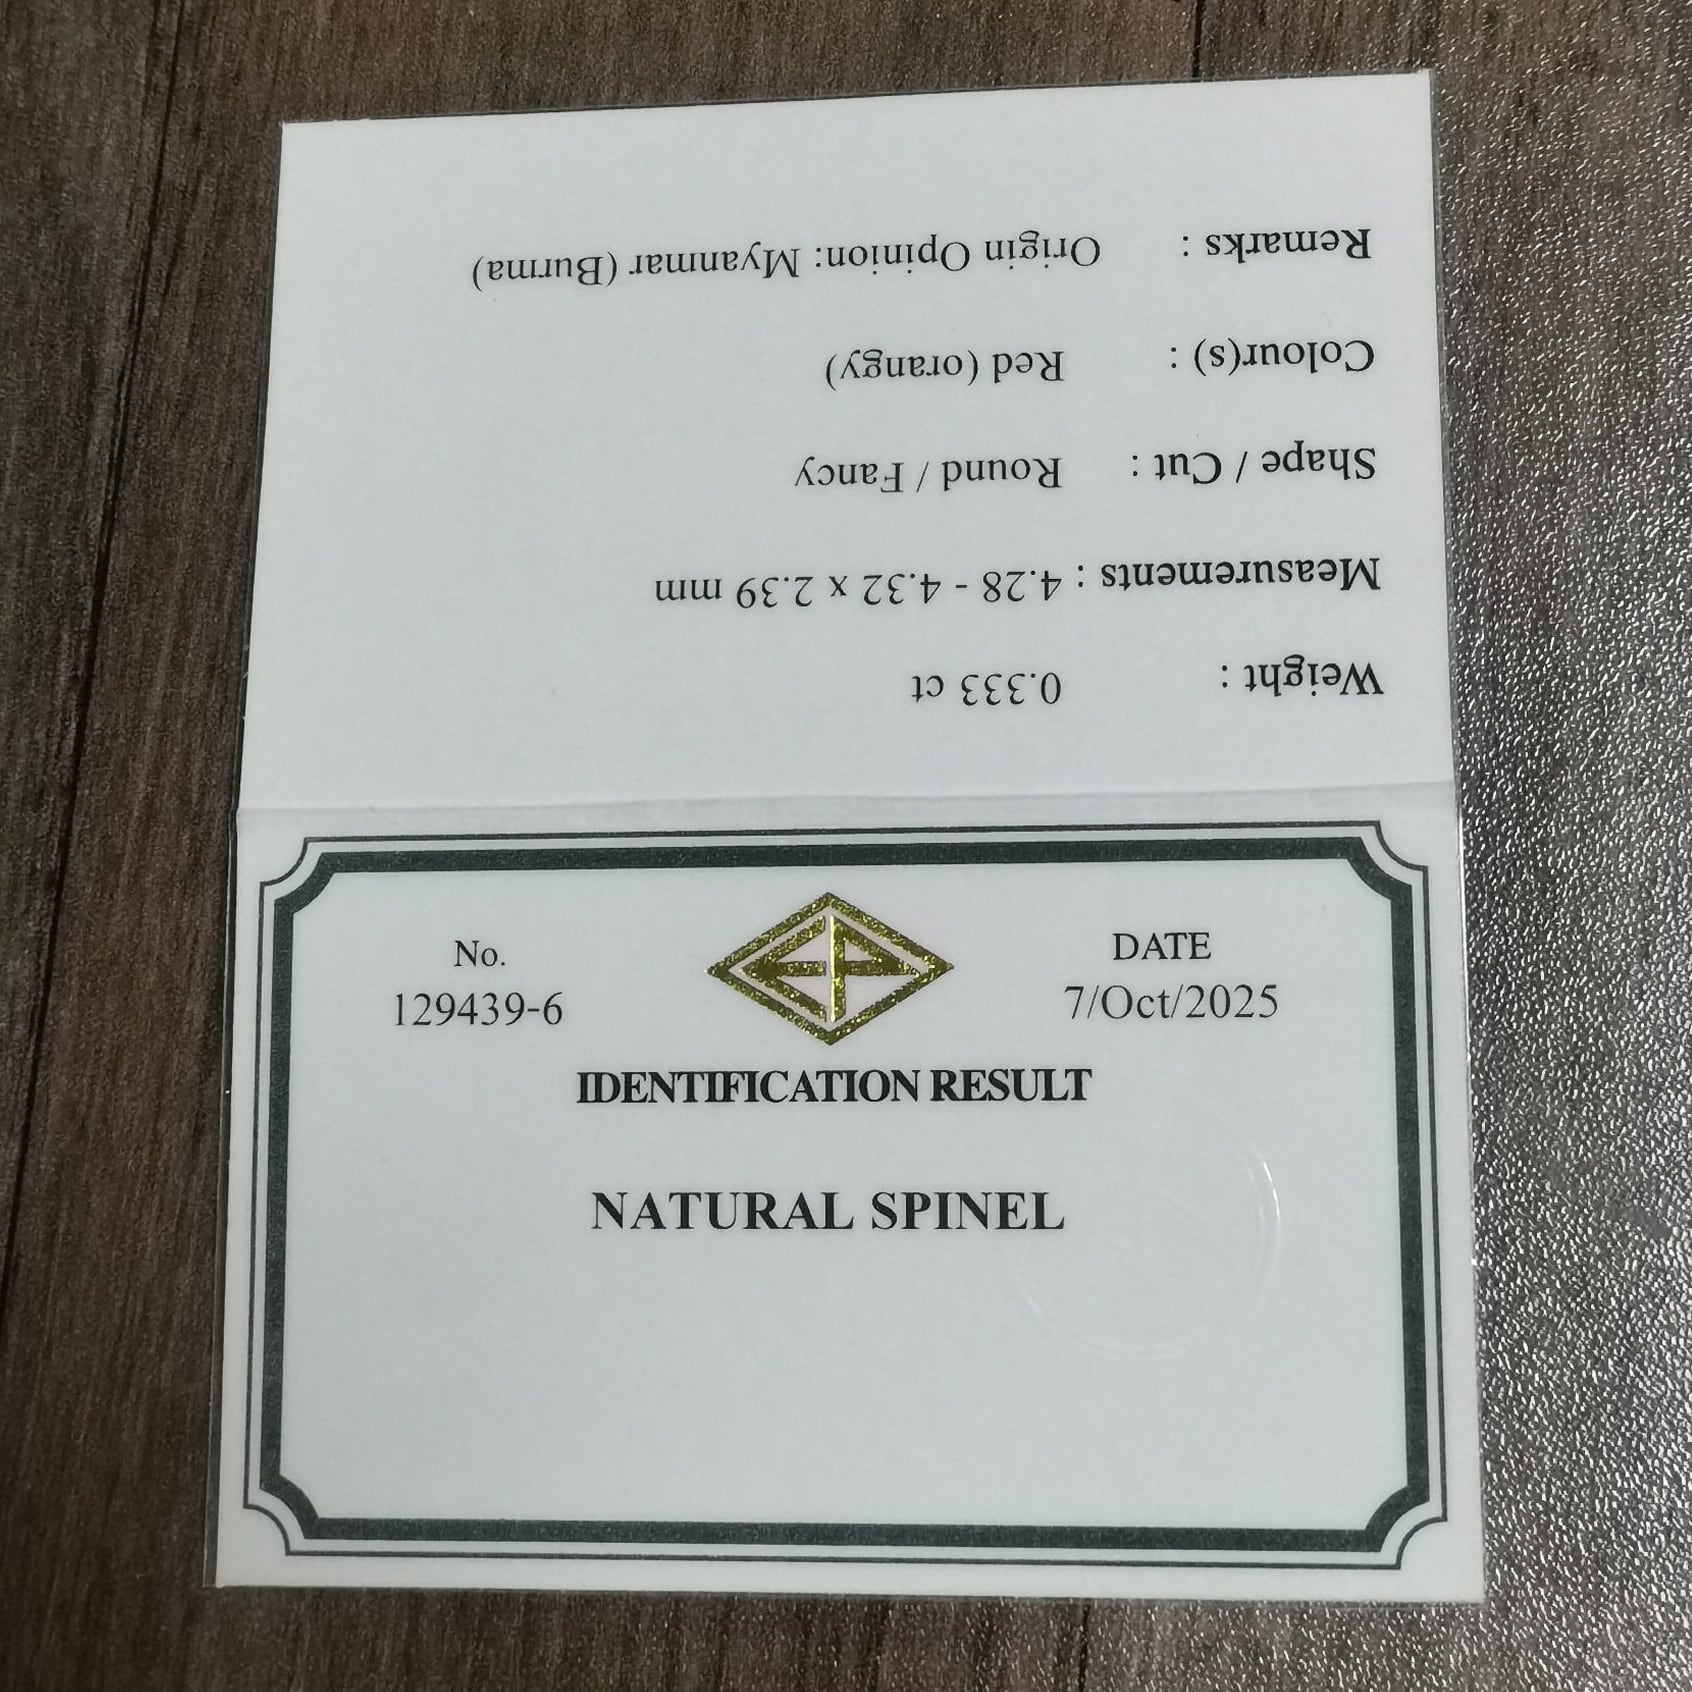 No.
129439-6
DATE
7/Oct/2025
IDENTIFICATION RESULT
NATURAL SPINEL
Weight : 0.333 ct
Measurements : 4.28 - 4.32 x 2.39 mm
Shape / Cut : Round / Fancy
Colour(s) : Red (orangy)
Remarks : Origin Opinion: Myanmar (Burma)